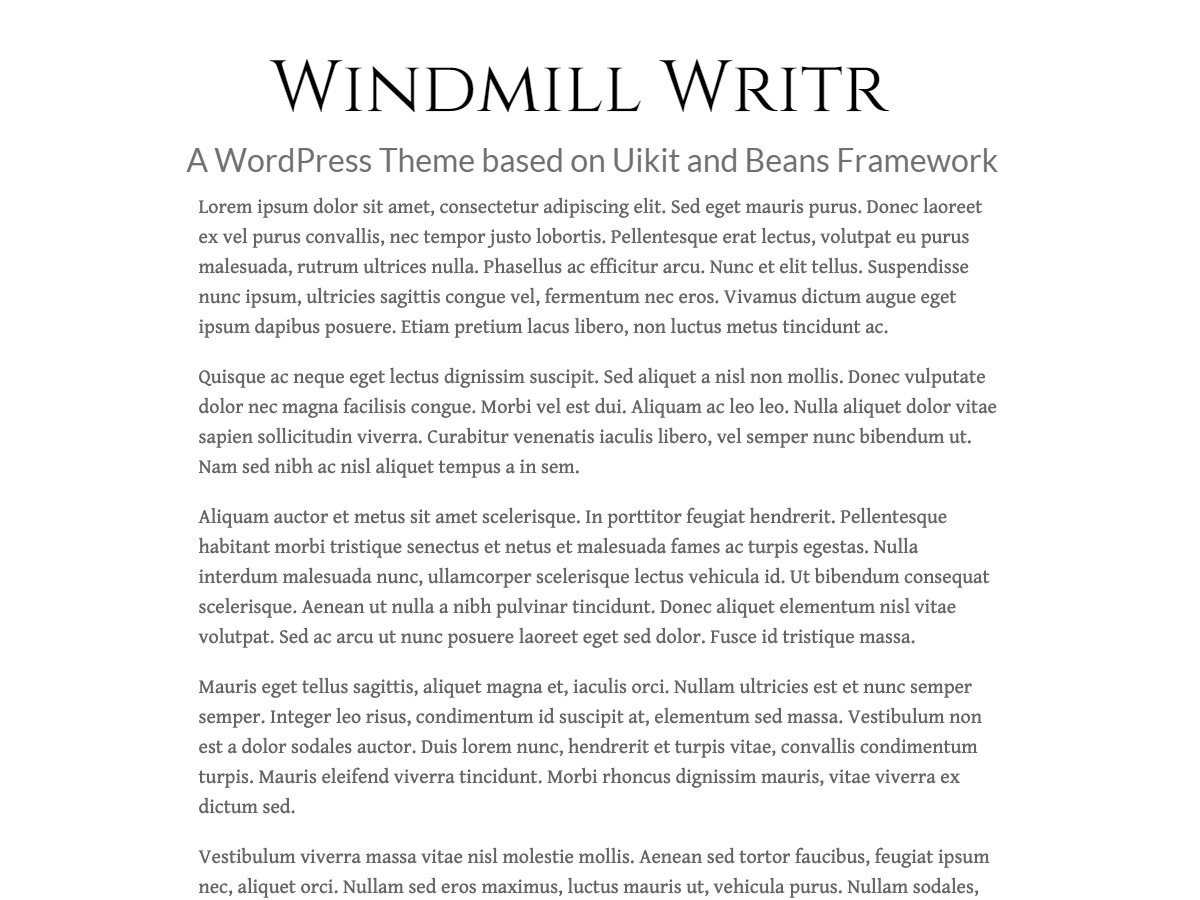 Windmill Writr
A WordPress Theme based on Uikit and Beans Framework
Lorem ipsum dolor sit amet, consectetur adipiscing elit. Sed eget mauris purus. Donec laoreet
ex vel purus convallis, nec tempor justo lobortis. Pellentesque erat lectus, volutpat eu purus
malesuada, rutrum ultrices nulla. Phasellus ac efficitur arcu. Nunc et elit tellus. Suspendisse
nunc ipsum, ultricies sagittis congue vel, fermentum nec eros. Vivamus dictum augue eget
ipsum dapibus posuere. Etiam pretium lacus libero, non luctus metus tincidunt ac.
Quisque ac neque eget lectus dignissim suscipit. Sed aliquet a nisl non mollis. Donec vulputate
dolor nec magna facilisis congue. Morbi vel est dui. Aliquam ac leo leo. Nulla aliquet dolor vitae
sapien sollicitudin viverra. Curabitur venenatis iaculis libero, vel semper nunc bibendum ut.
Nam sed nibh ac nisl aliquet tempus a in sem.
Aliquam auctor et metus sit amet scelerisque. In porttitor feugiat hendrerit. Pellentesque
habitant morbi tristique senectus et netus et malesuada fames ac turpis egestas. Nulla
interdum malesuada nunc, ullamcorper scelerisque lectus vehicula id. Ut bibendum consequat
scelerisque. Aenean ut nulla a nibh pulvinar tincidunt. Donec aliquet elementum nisl vitae
volutpat. Sed ac arcu ut nunc posuere laoreet eget sed dolor. Fusce id tristique massa.
Mauris eget tellus sagittis, aliquet magna et, iaculis orci. Nullam ultricies est et nunc semper
semper. Integer leo risus, condimentum id suscipit at, elementum sed massa. Vestibulum non
est a dolor sodales auctor. Duis lorem nunc, hendrerit et turpis vitae, convallis condimentum
turpis. Mauris eleifend viverra tincidunt. Morbi rhoncus dignissim mauris, vitae viverra ex
dictum sed.
Vestibulum viverra massa vitae nisl molestie mollis. Aenean sed tortor faucibus, feugiat ipsum
nec, aliquet orci. Nullam sed eros maximus, luctus mauris ut, vehicula purus. Nullam sodales,